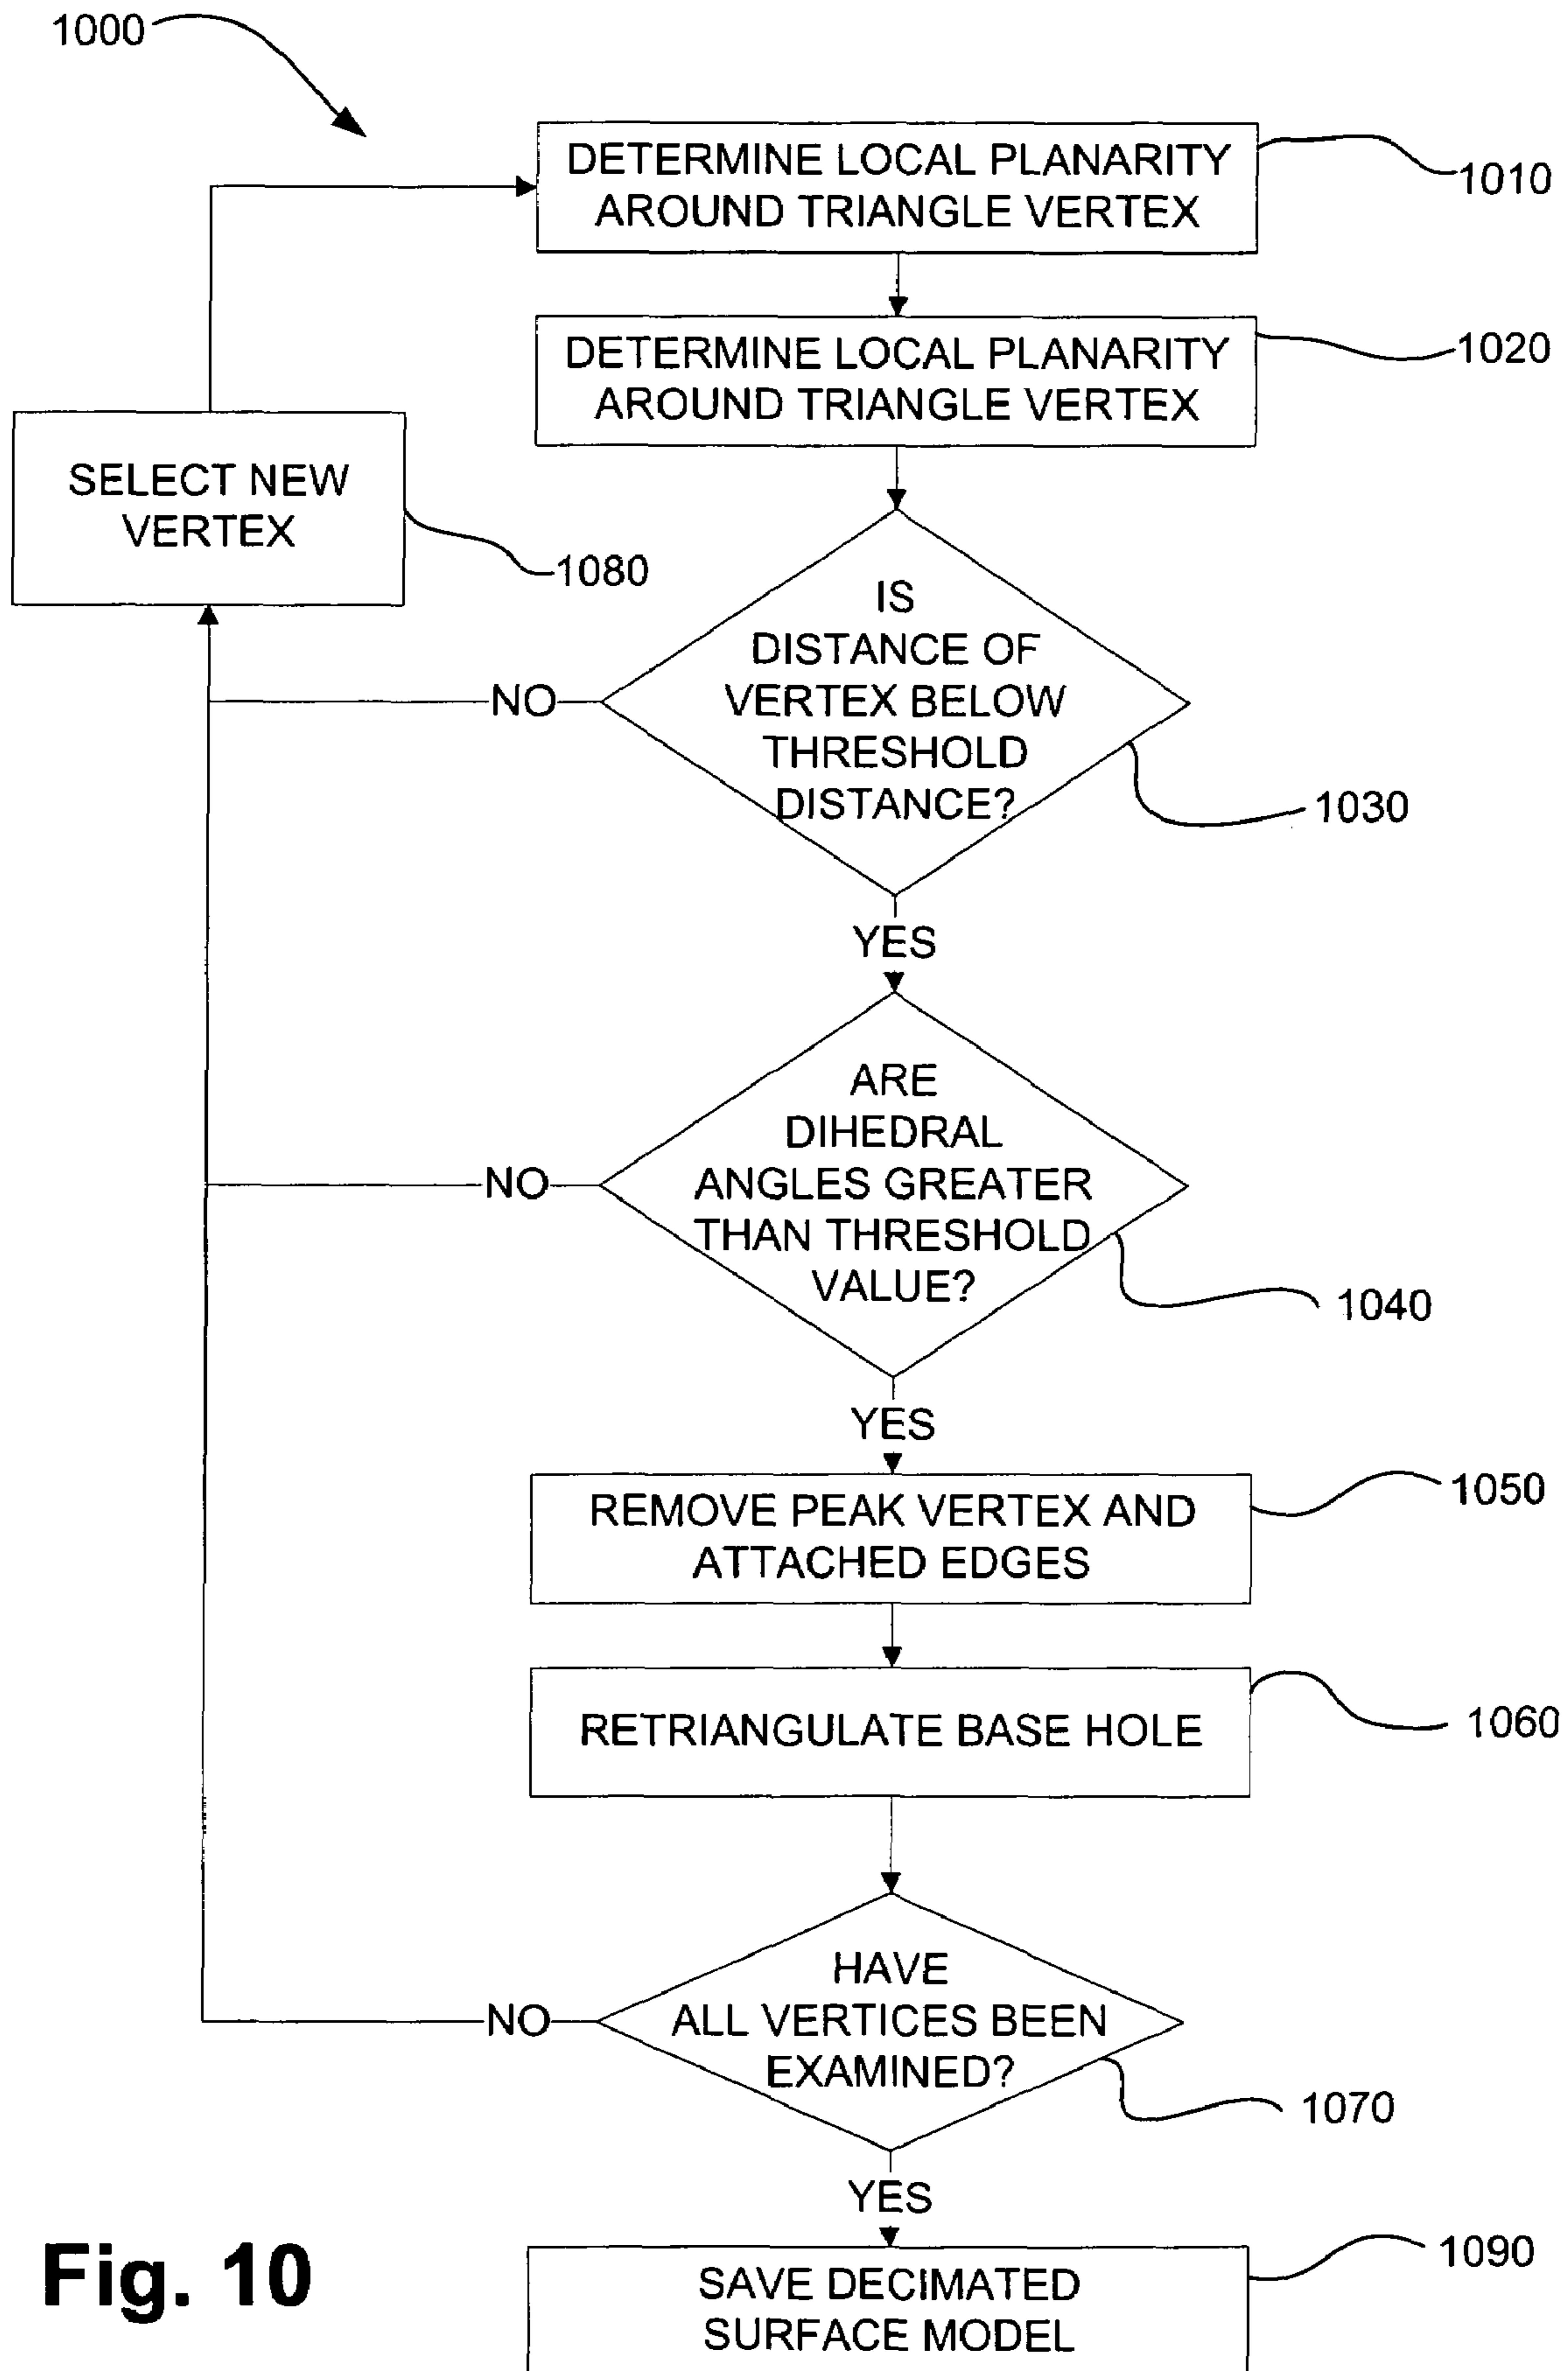 1000
DETERMINE LOCAL PLANARITY
AROUND TRIANGLE VERTEX
1010
DETERMINE LOCAL PLANARITY
AROUND TRIANGLE VERTEX
1020
SELECT NEW
VERTEX
1080
IS
DISTANCE OF
VERTEX BELOW
THRESHOLD
DISTANCE?
NO
1030
YES
ARE
DIHEDRAL
ANGLES GREATER
THAN THRESHOLD
VALUE?
NO
1040
YES
REMOVE PEAK VERTEX AND
ATTACHED EDGES
1050
RETRIANGULATE BASE HOLE
1060
HAVE
ALL VERTICES BEEN
EXAMINED?
NO
1070
YES
SAVE DECIMATED
SURFACE MODEL
1090
Fig. 10